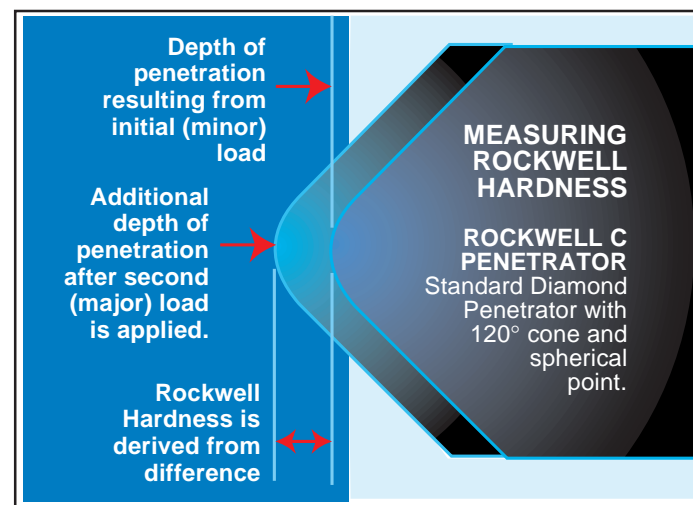 Depth of
penetration
resulting from
initial (minor)
load
Additional
depth of
penetration
after second
(major) load
is applied.
Rockwell
Hardness is
derived from
difference
MEASURING
ROCKWELL
HARDNESS
ROCKWELL C
PENETRATOR
Standard Diamond
Penetrator with
120° cone and
spherical
point.